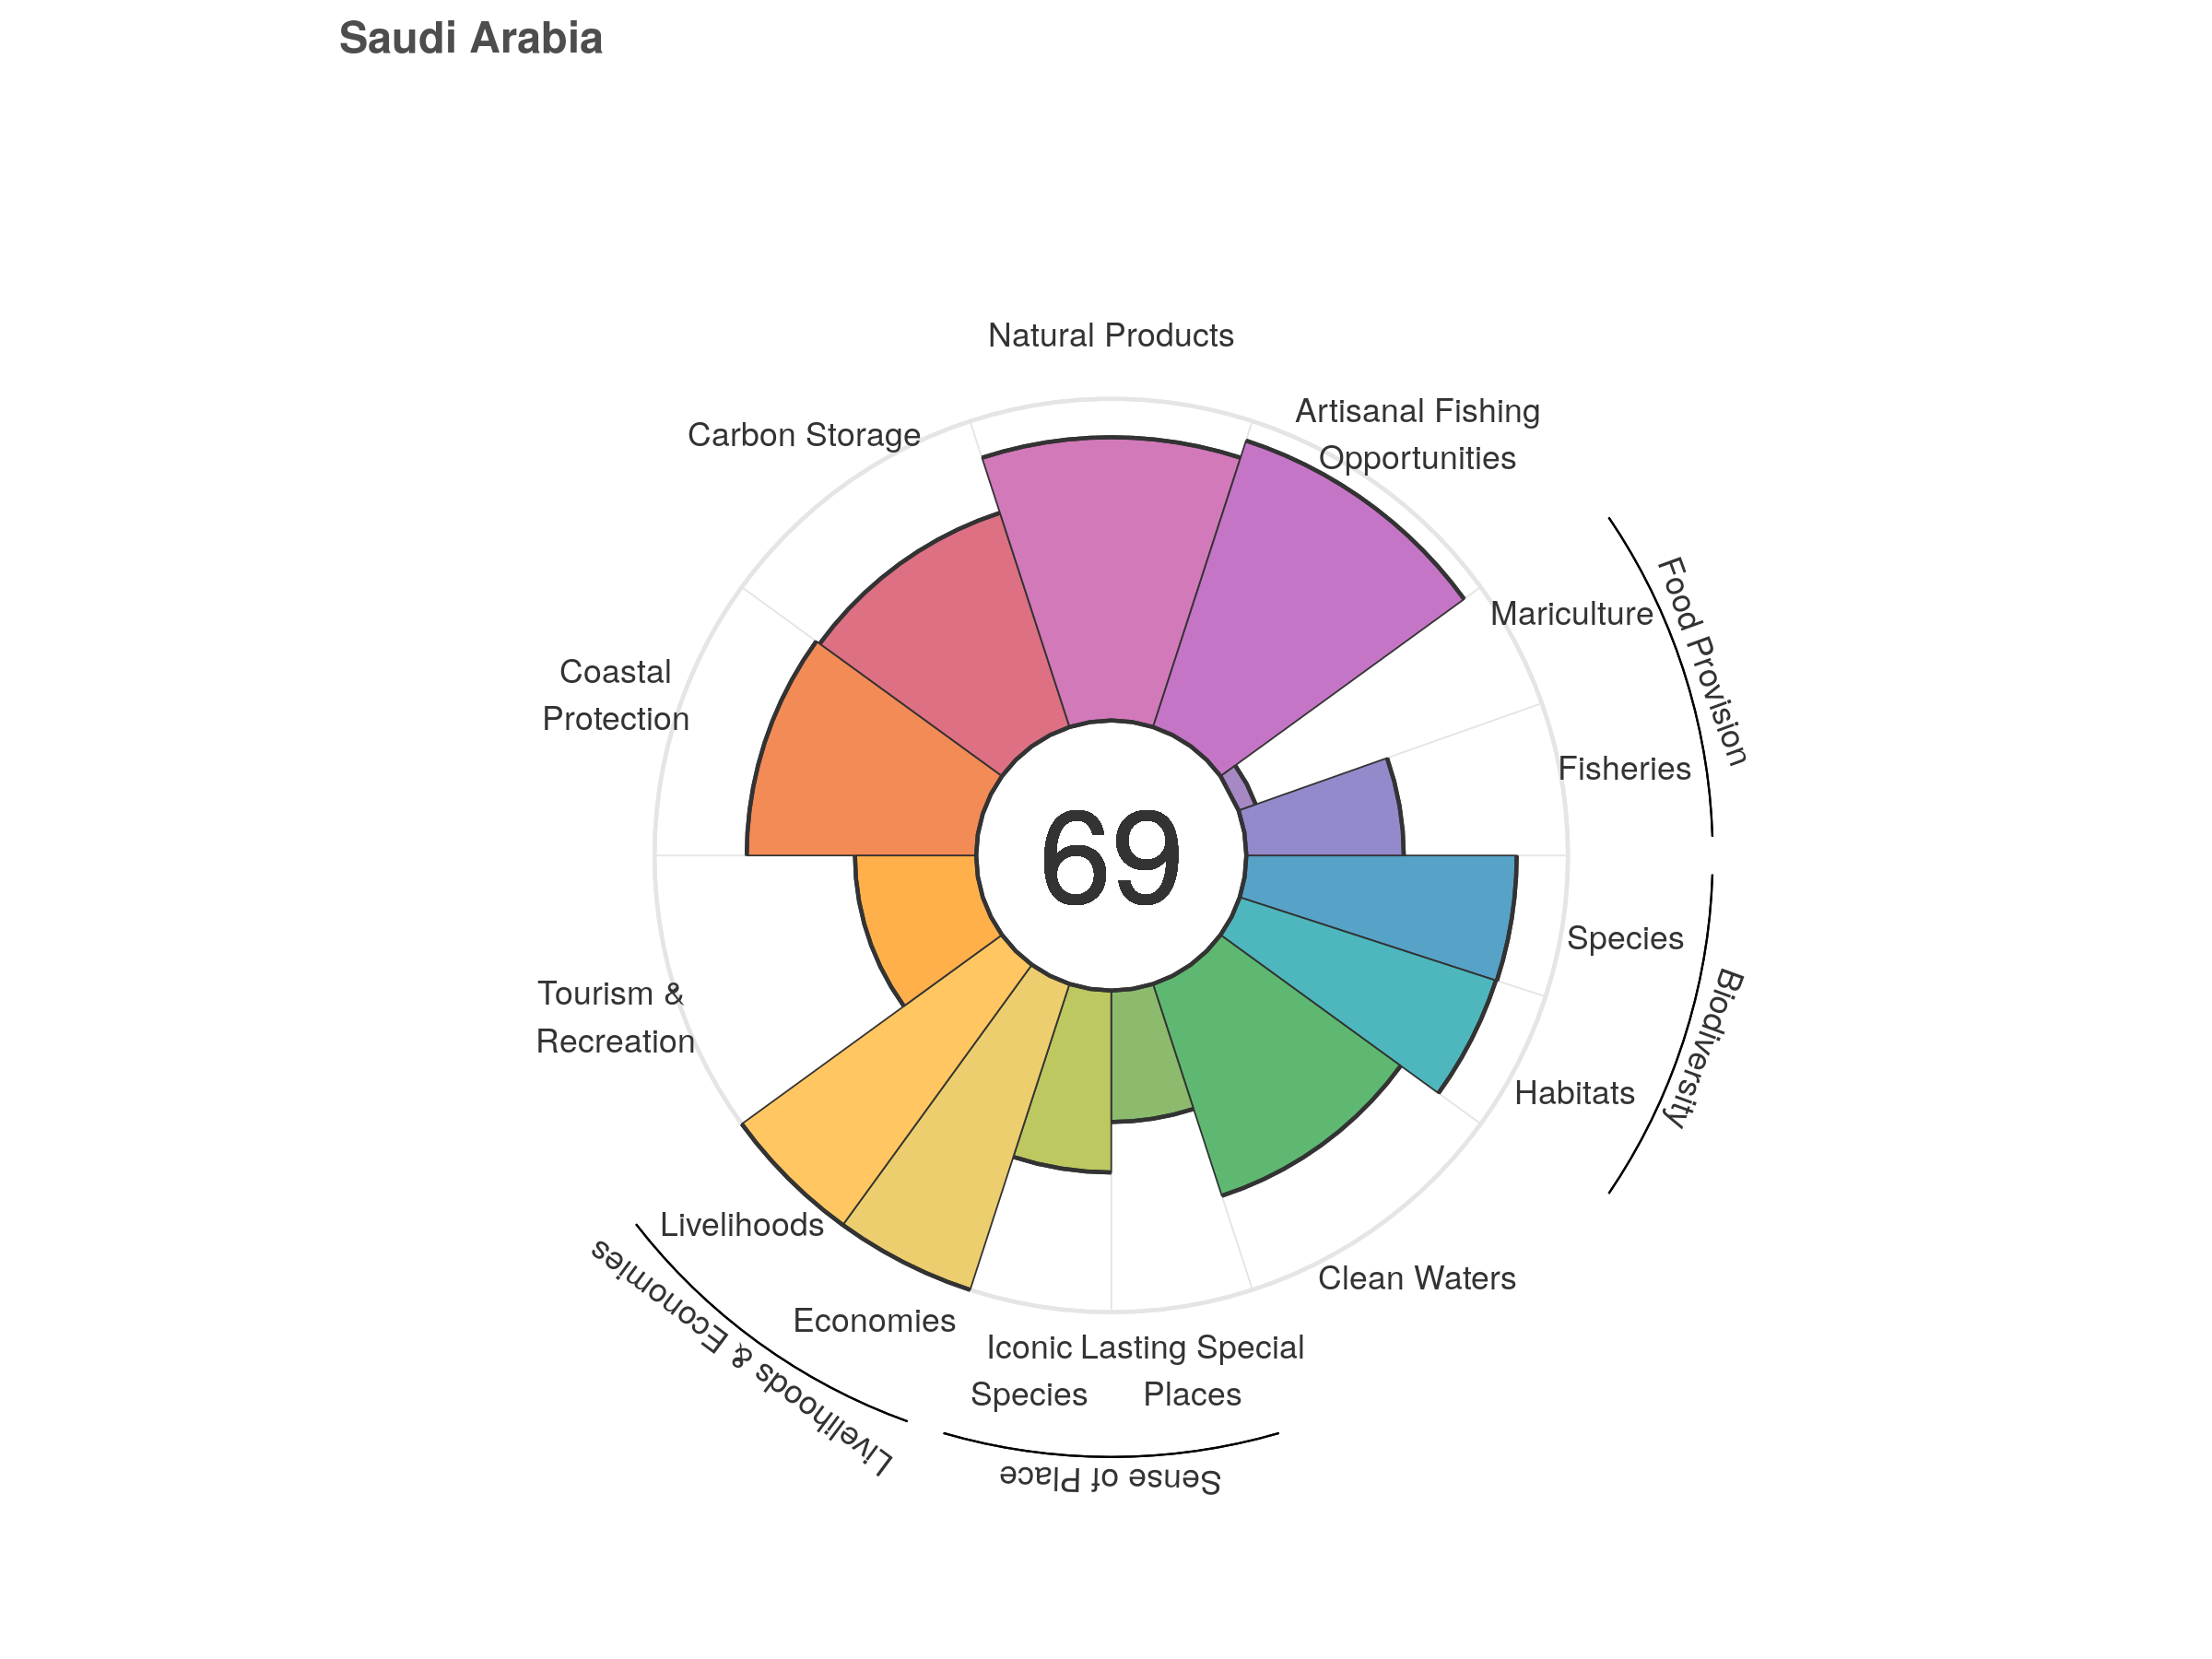 Saudi Arabia
Natural Products
Artisanal Fishing
Opportunities
Carbon Storage
Mariculture
Food Provision
Coastal
Protection
Fisheries
69
Species
Biodiversity
Tourism &
Recreation
Habitats
Livelihoods
Clean Waters
Economies
Livelihoods & Economies
Iconic
Species
Lasting Special
Places
Sense of Place